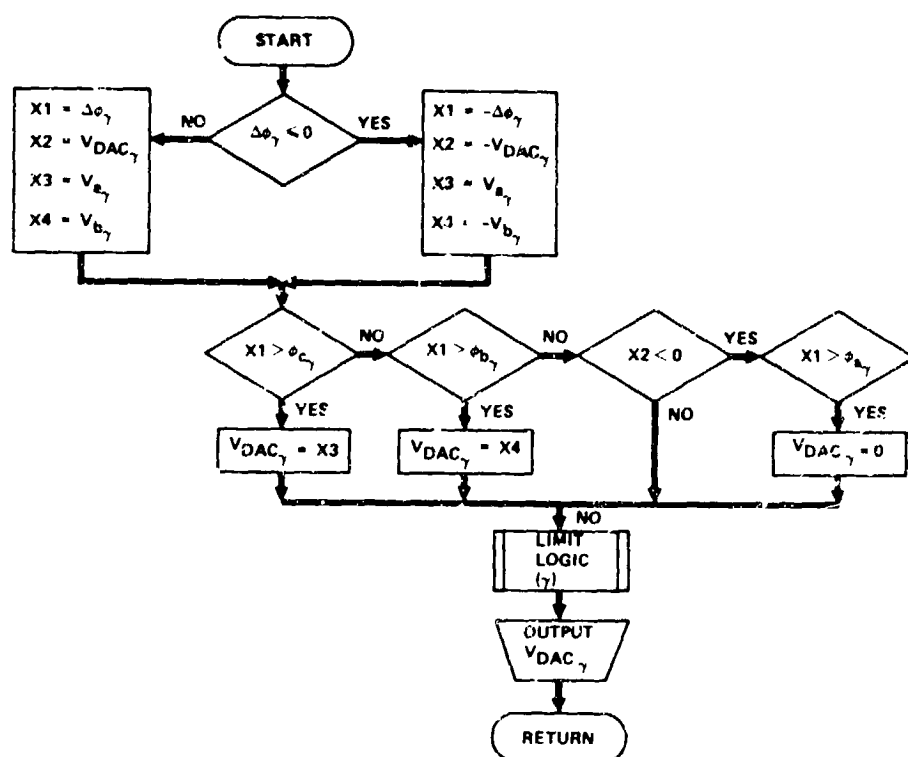 START
NO
Δφγ ≤ 0
YES
X1 = Δφγ
X2 = VDACγ
X3 = Vaγ
X4 = Vbγ
X1 = -Δφγ
X2 = -VDACγ
X3 = Vaγ
X4 = -Vbγ
X1 > φcγ
NO
X1 > φbγ
NO
X2 < 0
YES
X1 > φaγ
YES
YES
NO
YES
VDACγ = X3
VDACγ = X4
VDACγ = 0
NO
LIMIT
LOGIC
(γ)
OUTPUT
VDACγ
RETURN